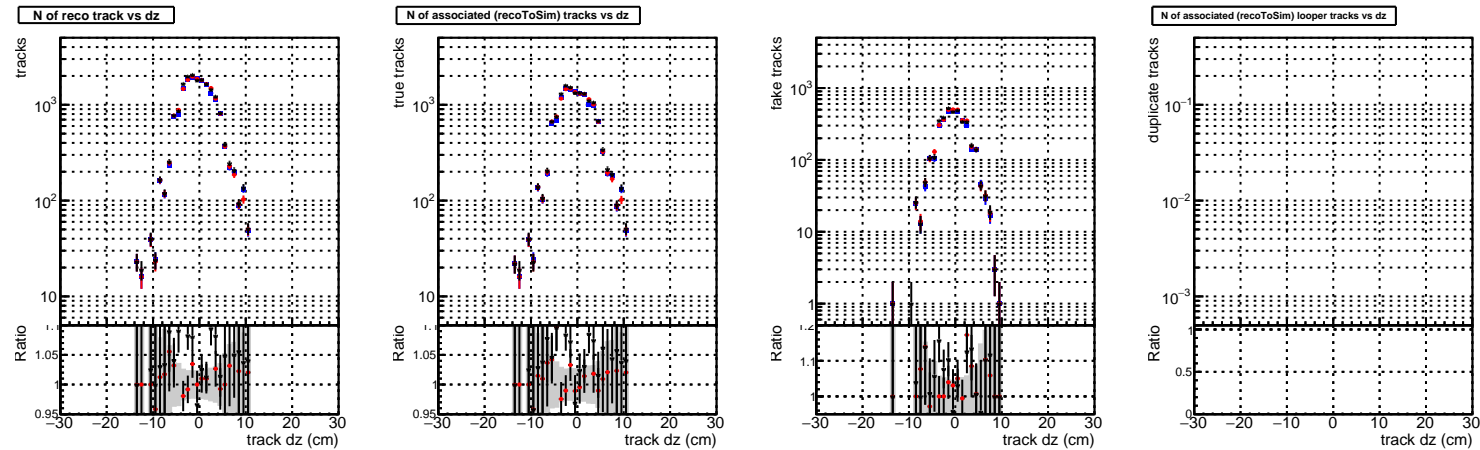 N of reco track vs dz
tracks
10³
10²
10
Ratio
1.1
1.05
1
0.95
−30 −20 −10 0 10 20 30
track dz (cm)
N of associated (recoToSim) tracks vs dz
true tracks
10³
10²
10
Ratio
1.1
1.05
1
0.95
−30 −20 −10 0 10 20 30
track dz (cm)
fake tracks
10³
10²
10
1
Ratio
1.2
1.1
1
−30 −20 −10 0 10 20 30
track dz (cm)
N of associated (recoToSim) looper tracks vs dz
duplicate tracks
10⁻¹
10⁻²
10⁻³
Ratio
1
0.5
0
−30 −20 −10 0 10 20 30
track dz (cm)